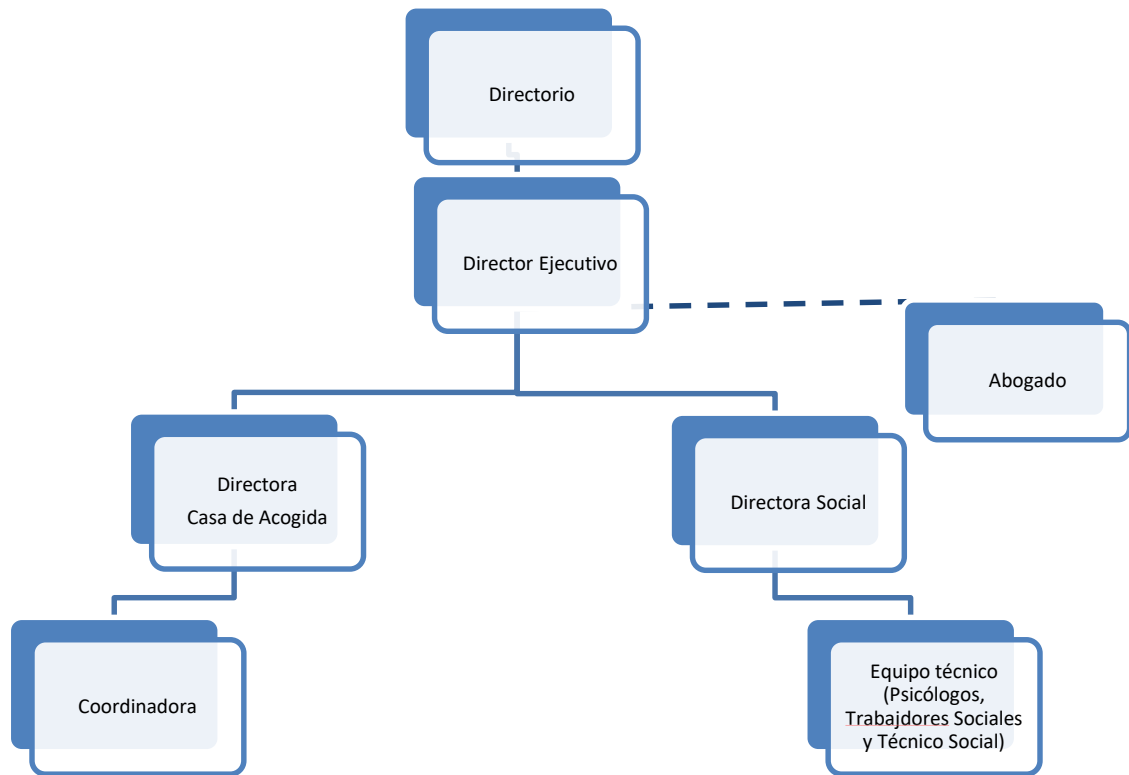 Directorio
Director Ejecutivo
Abogado
Directora
Casa de Acogida
Directora Social
Coordinadora
Equipo técnico
(Psicólogos,
Trabajdores Sociales
y Técnico Social)